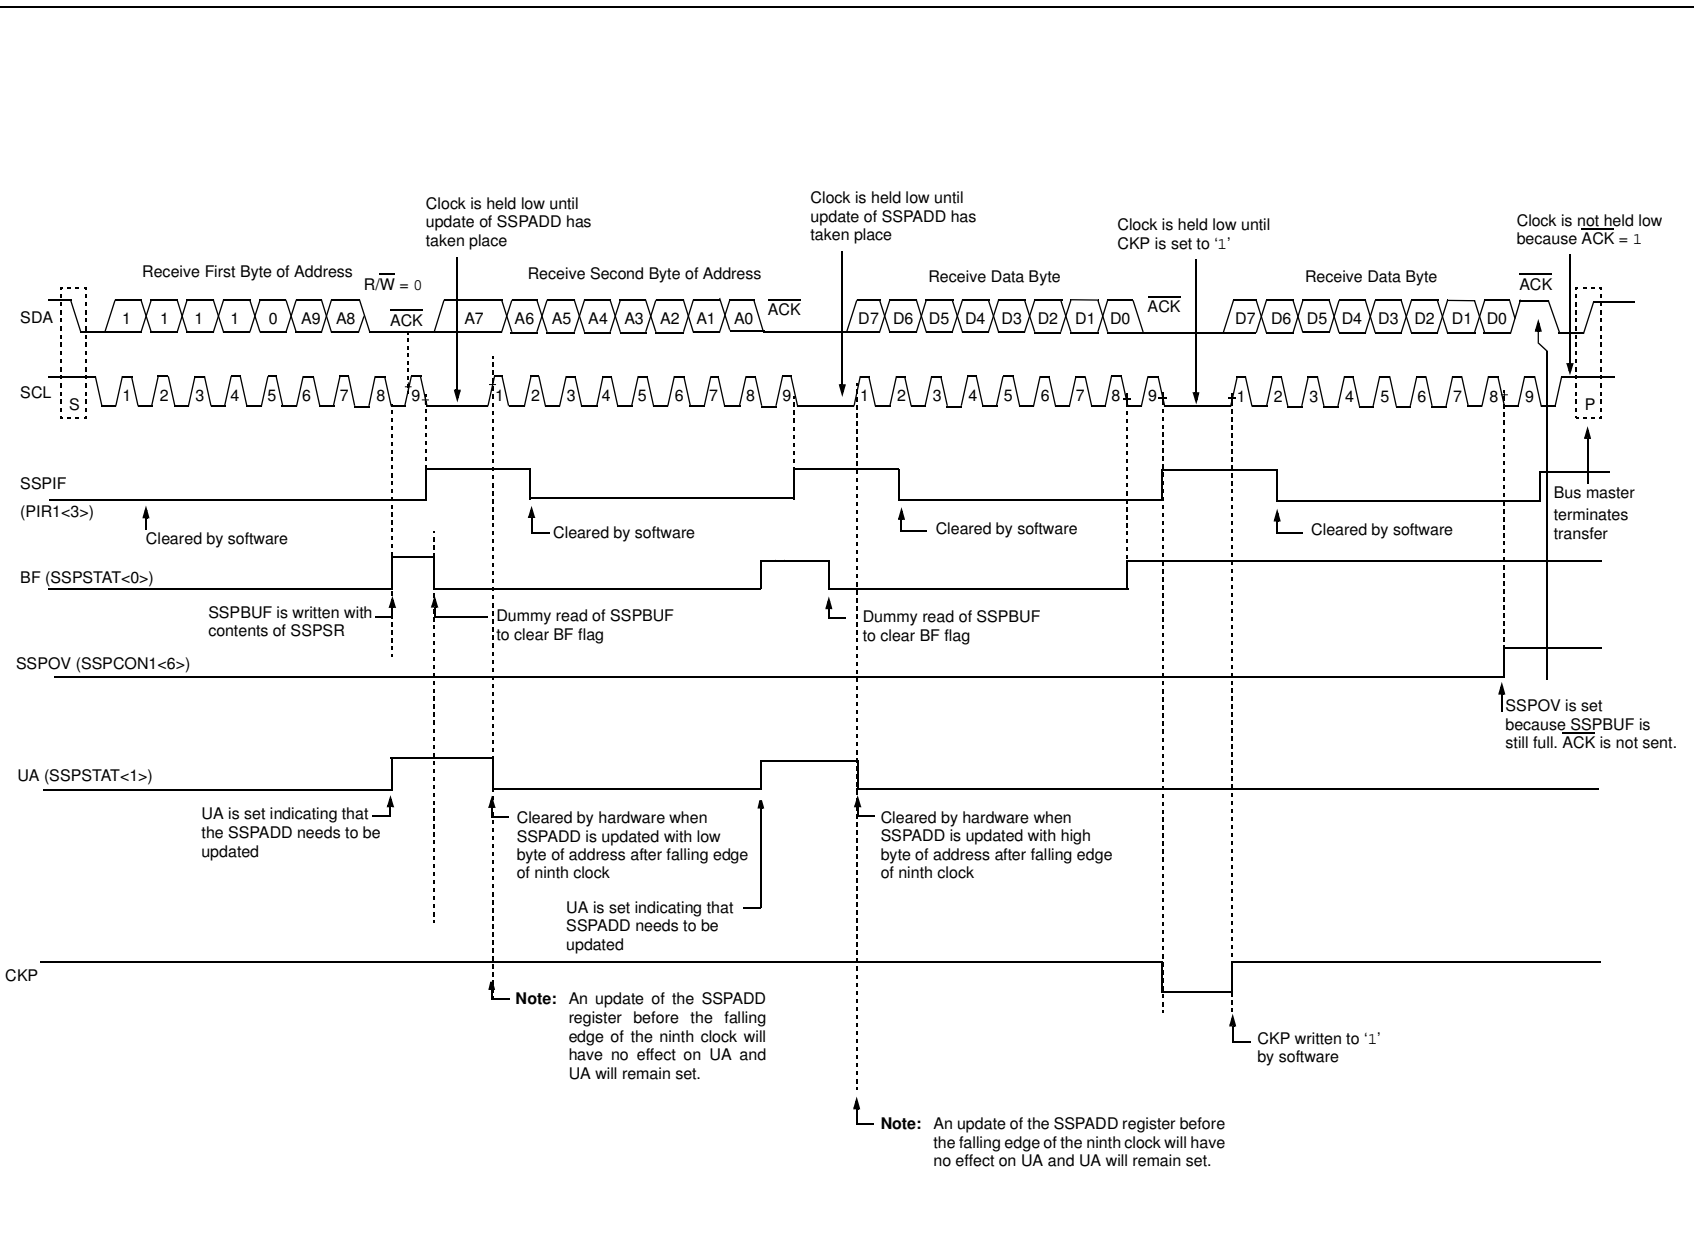 Clock is held low until
update of SSPADD has
taken place
Clock is held low until
update of SSPADD has
taken place
Clock is held low until
CKP is set to ‘1’
Clock is not held low
because ACK = 1
Receive First Byte of Address
R/W = 0
Receive Second Byte of Address
Receive Data Byte
Receive Data Byte
SDA
1 1 1 1 0 A9 A8
ACK
A7 A6 A5 A4 A3 A2 A1 A0
ACK
D7 D6 D5 D4 D3 D2 D1 D0
ACK
D7 D6 D5 D4 D3 D2 D1 D0
ACK
SCL
S
1 2 3 4 5 6 7 8 9
1 2 3 4 5 6 7 8 9
1 2 3 4 5 6 7 8 9
1 2 3 4 5 6 7 8 9
P
SSPIF
(PIR1<3>)
Cleared by software
Cleared by software
Cleared by software
Cleared by software
Bus master
terminates
transfer
BF (SSPSTAT<0>)
SSPBUF is written with
contents of SSPSR
Dummy read of SSPBUF
to clear BF flag
Dummy read of SSPBUF
to clear BF flag
SSPOV (SSPCON1<6>)
SSPOV is set
because SSPBUF is
still full. ACK is not sent.
UA (SSPSTAT<1>)
UA is set indicating that
the SSPADD needs to be
updated
Cleared by hardware when
SSPADD is updated with low
byte of address after falling edge
of ninth clock
UA is set indicating that
SSPADD needs to be
updated
Cleared by hardware when
SSPADD is updated with high
byte of address after falling edge
of ninth clock
CKP
Note: An update of the SSPADD
register before the falling
edge of the ninth clock will
have no effect on UA and
UA will remain set.
CKP written to ‘1’
by software
Note: An update of the SSPADD register before
the falling edge of the ninth clock will have
no effect on UA and UA will remain set.